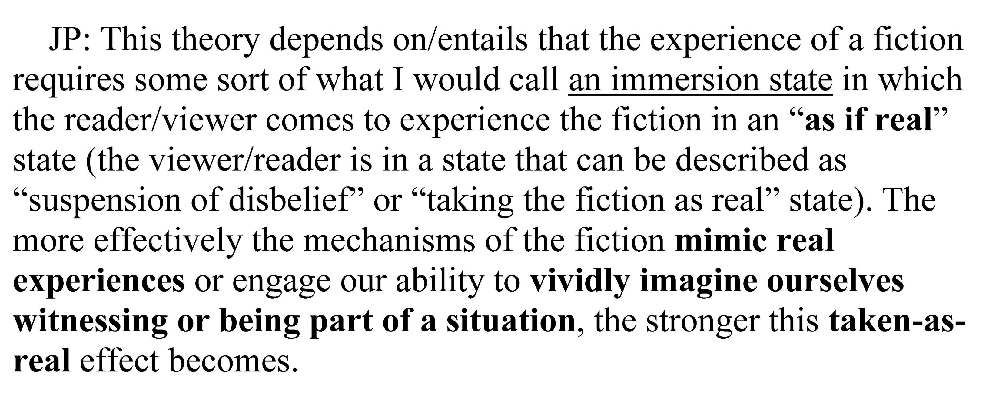 JP: This theory depends on/entails that the experience of a fiction
requires some sort of what I would call an immersion state in which
the reader/viewer comes to experience the fiction in an “as if real”
state (the viewer/reader is in a state that can be described as
“suspension of disbelief” or “taking the fiction as real” state). The
more effectively the mechanisms of the fiction mimic real
experiences or engage our ability to vividly imagine ourselves
witnessing or being part of a situation, the stronger this taken-as-
real effect becomes.